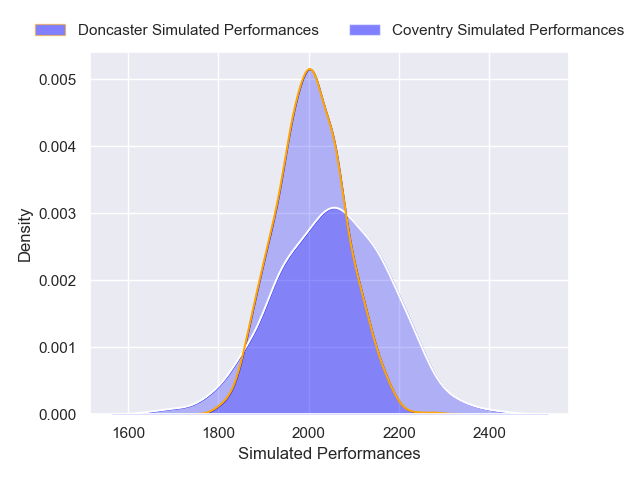 Doncaster Simulated Performances Coventry Simulated Performances
0.005
0.004
0.003
0.002
0.001
0.000
Density
1600 1800 2000 2200 2400
Simulated Performances